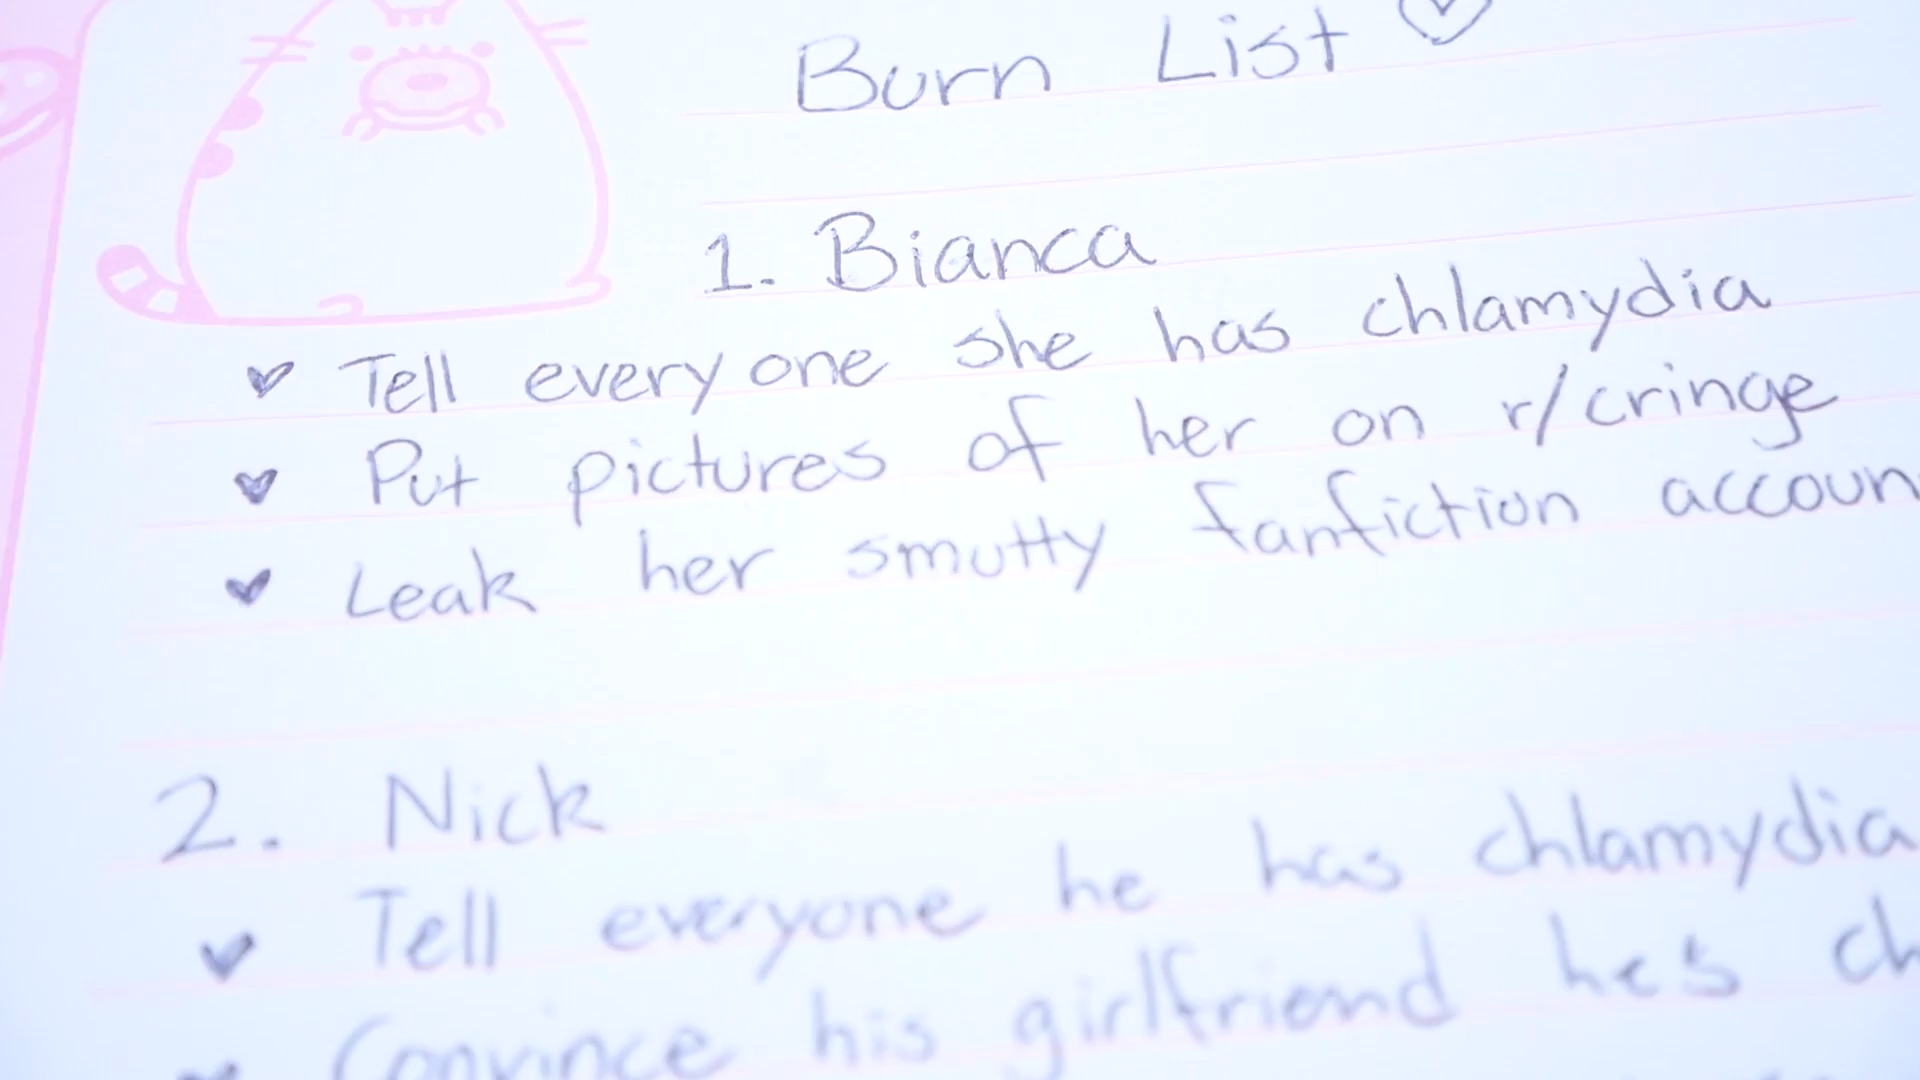 Burn List
1. Bianca
Tell everyone she has chlamydia
Put pictures of her on r/cringe
Leak her smutty fanfiction
2. Nick
Tell everyone he has chlamydia
Convince his girlfriend he's